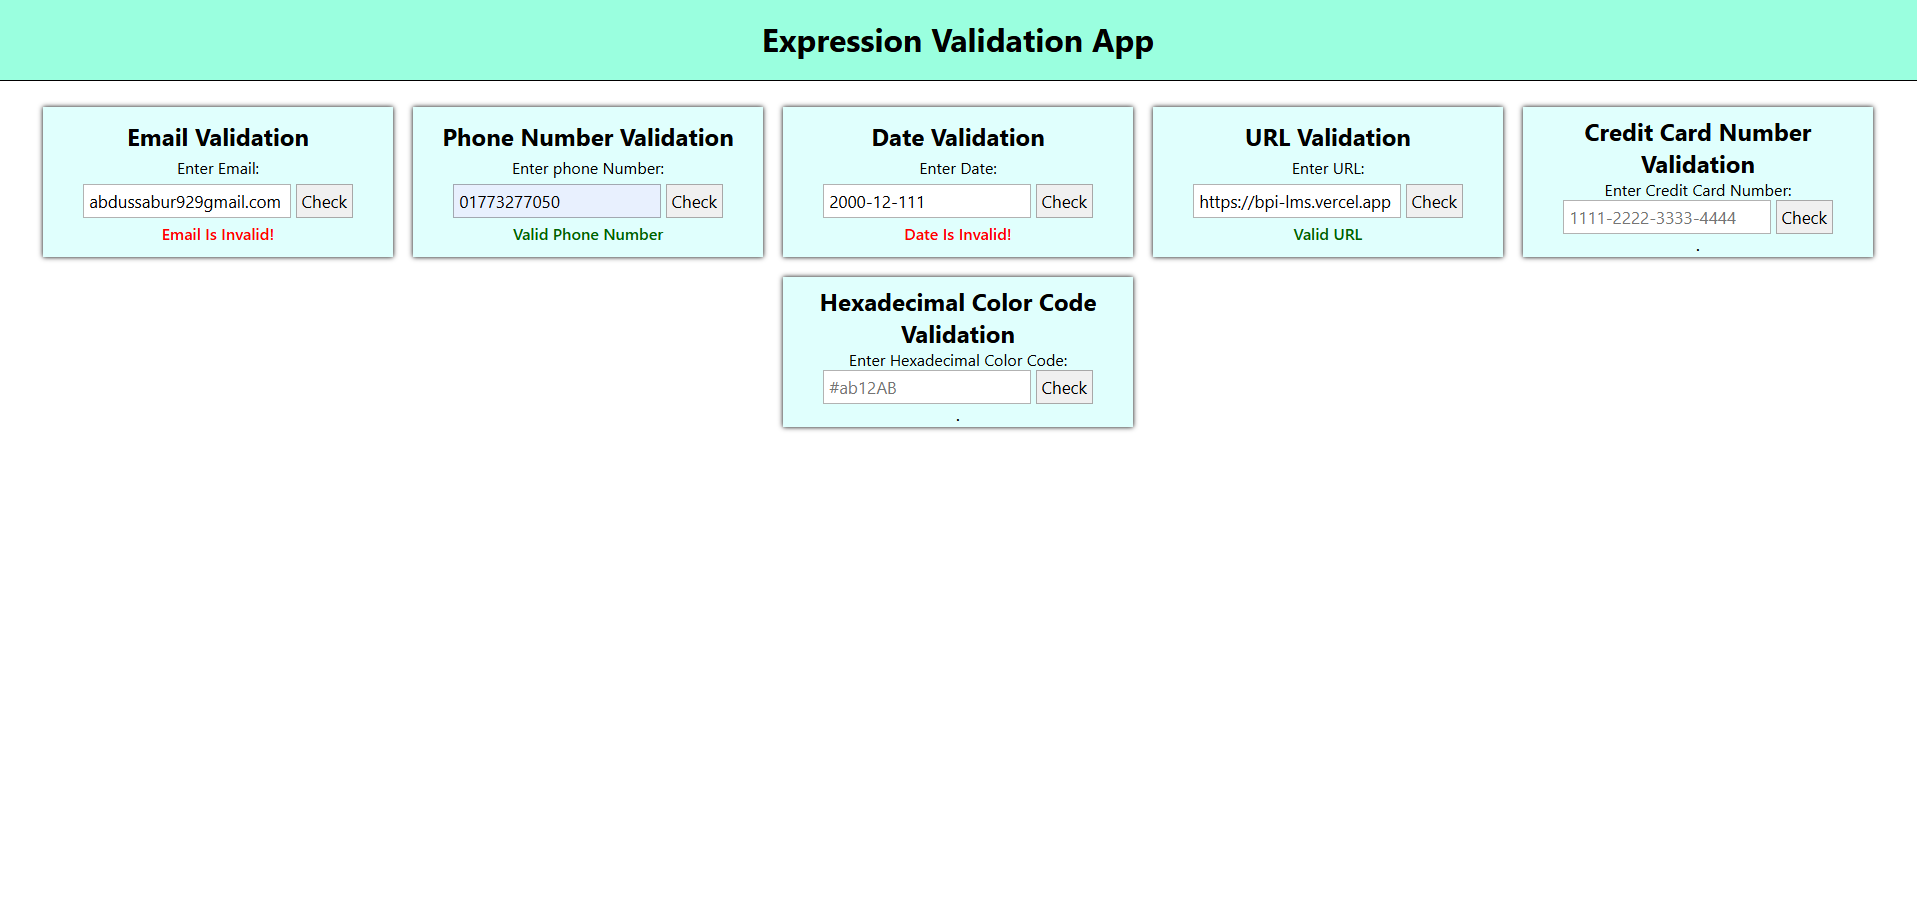 Expression Validation App
Email Validation
Enter Email:
abdussabur929gmail.com Check
Email Is Invalid!
Phone Number Validation
Enter phone Number:
01773277050 Check
Valid Phone Number
Date Validation
Enter Date:
2000-12-111 Check
Date Is Invalid!
URL Validation
Enter URL:
https://bpi-lms.vercel.app Check
Valid URL
Credit Card Number
Validation
Enter Credit Card Number:
1111-2222-3333-4444 Check
.
Hexadecimal Color Code
Validation
Enter Hexadecimal Color Code:
#ab12AB Check
.